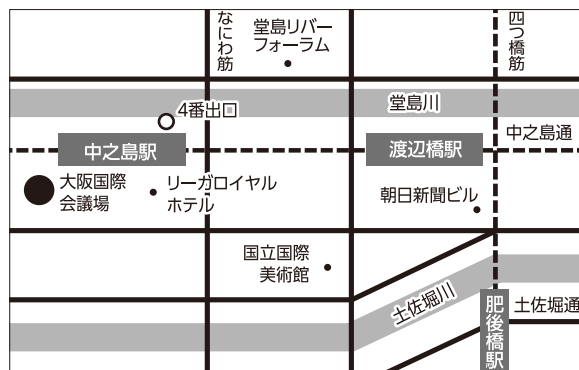 なにわ筋
堂島リバー
フォーラム
四つ橋筋
4番出口
堂島川
中之島通
中之島駅
渡辺橋駅
大阪国際
会議場
リーガロイヤル
ホテル
朝日新聞ビル
国立国際
美術館
土佐堀川
肥後橋駅
土佐堀通